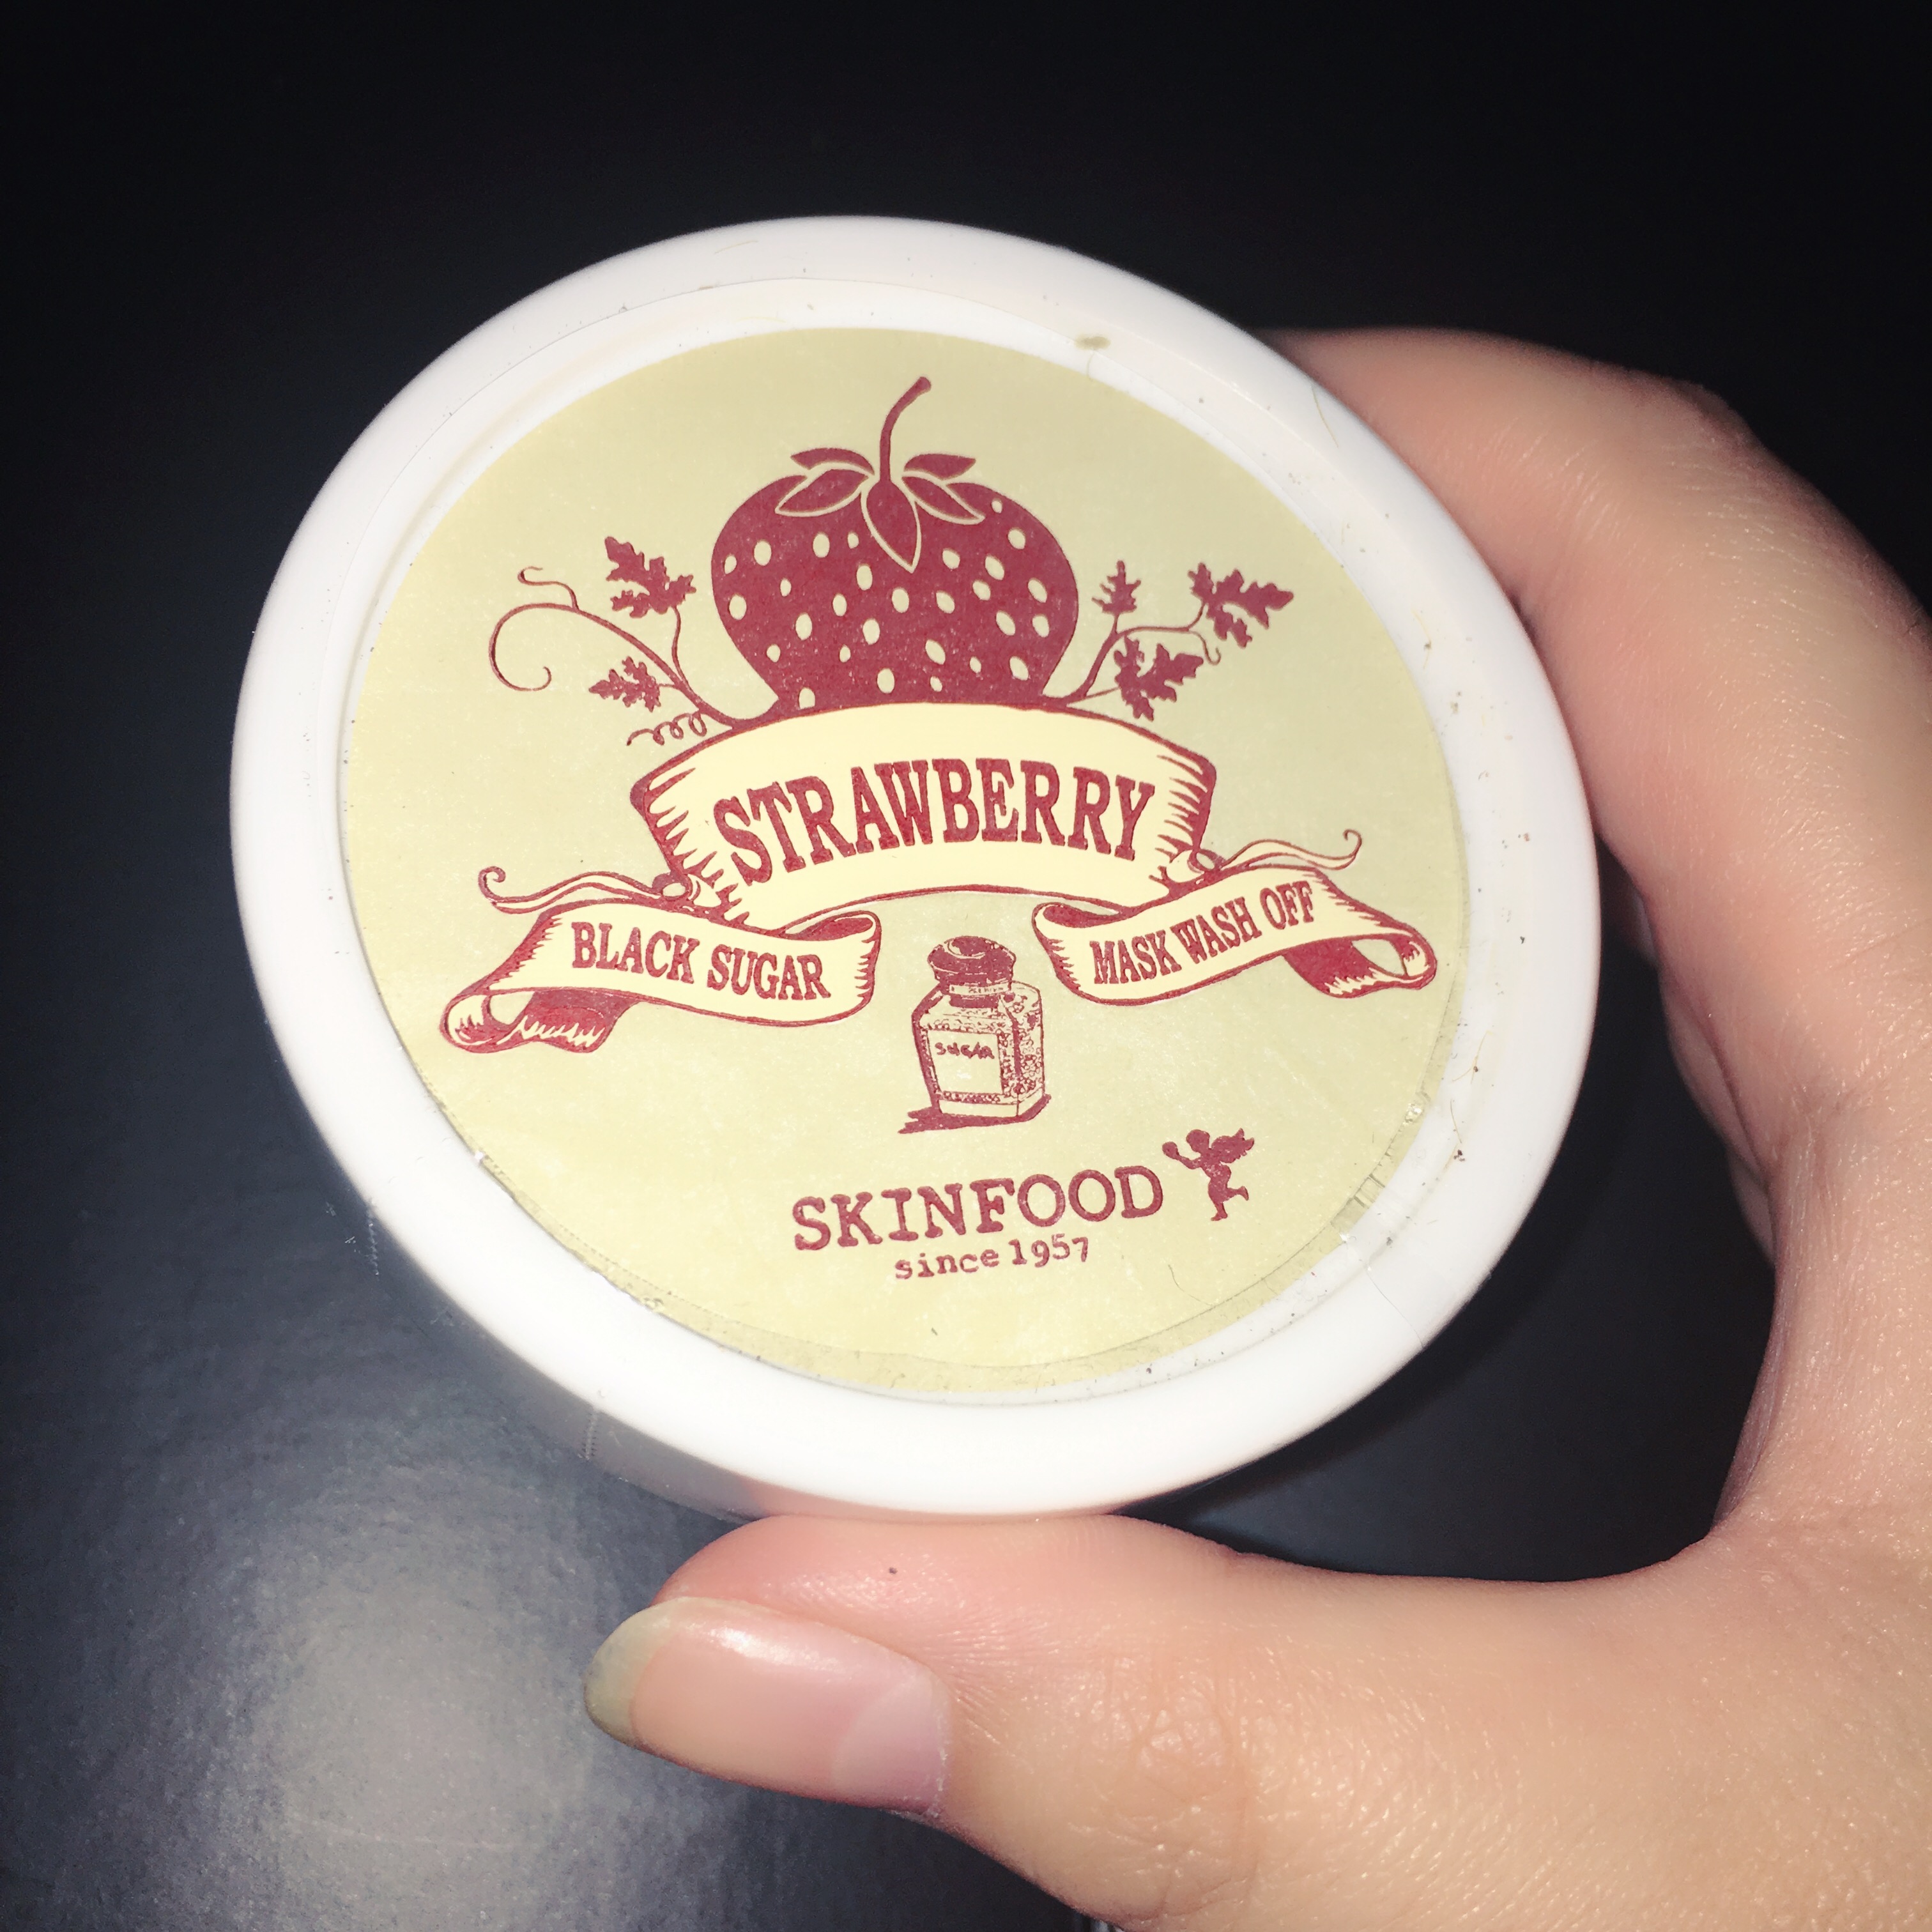 STRAWBERRY
BLACK SUGAR
MASK WASH OFF
SUGAR
SKINFOOD
since 1957